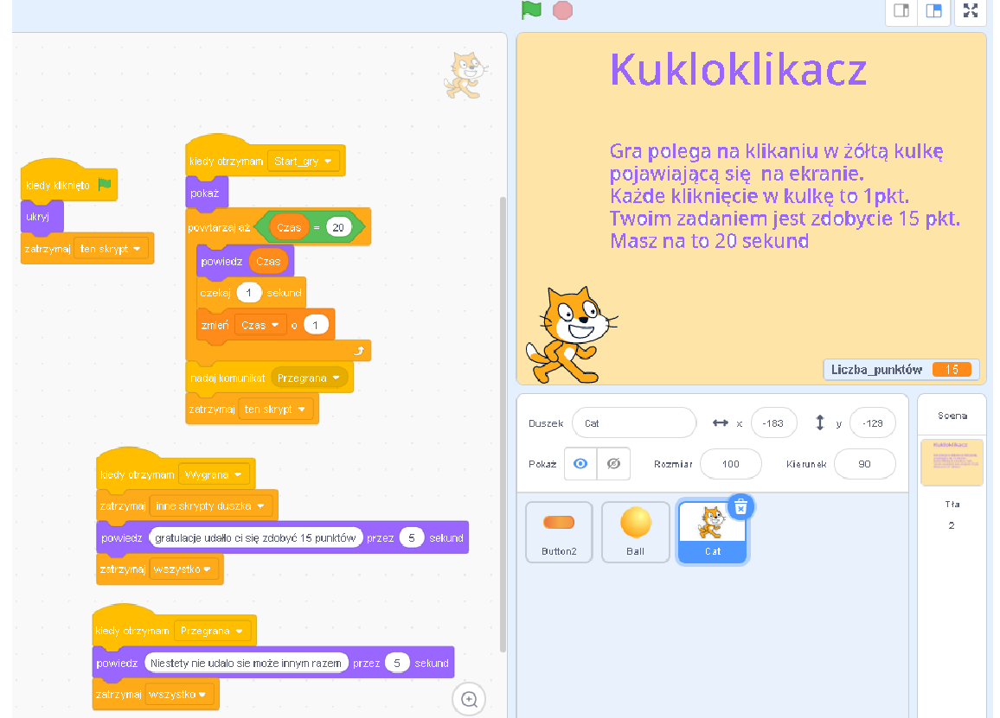 kiedy kliknięto
ukryj
zatrzymaj ten skrypt
kiedy otrzymam Start_gry
pokaż
powtarzaj aż Czas = 20
powiedz Czas
czekaj 1 sekund
zmień Czas o 1
nadaj komunikat Przegrana
zatrzymaj ten skrypt
kiedy otrzymam Wygrana
zatrzymaj inne skrypty duszka
powiedz gratulacje udałło ci się zdobyć 15 punktów przez 5 sekund
zatrzymaj wszystko
kiedy otrzymam Przegrana
powiedz Niestety nie udalo sie może innym razem przez 5 sekund
zatrzymaj wszystko
Kukloklikacz
Gra polega na klikaniu w żółtą kulkę
pojawiającą się na ekranie.
Każde kliknięcie w kulkę to 1pkt.
Twoim zadaniem jest zdobycie 15 pkt.
Masz na to 20 sekund
Liczba_punktów 15
Duszek Cat x -183 y -129
Pokaż Rozmiar 100 Kierunek 90
Button2
Ball
Cat
Scena
Kukloklikacz
Tła
2